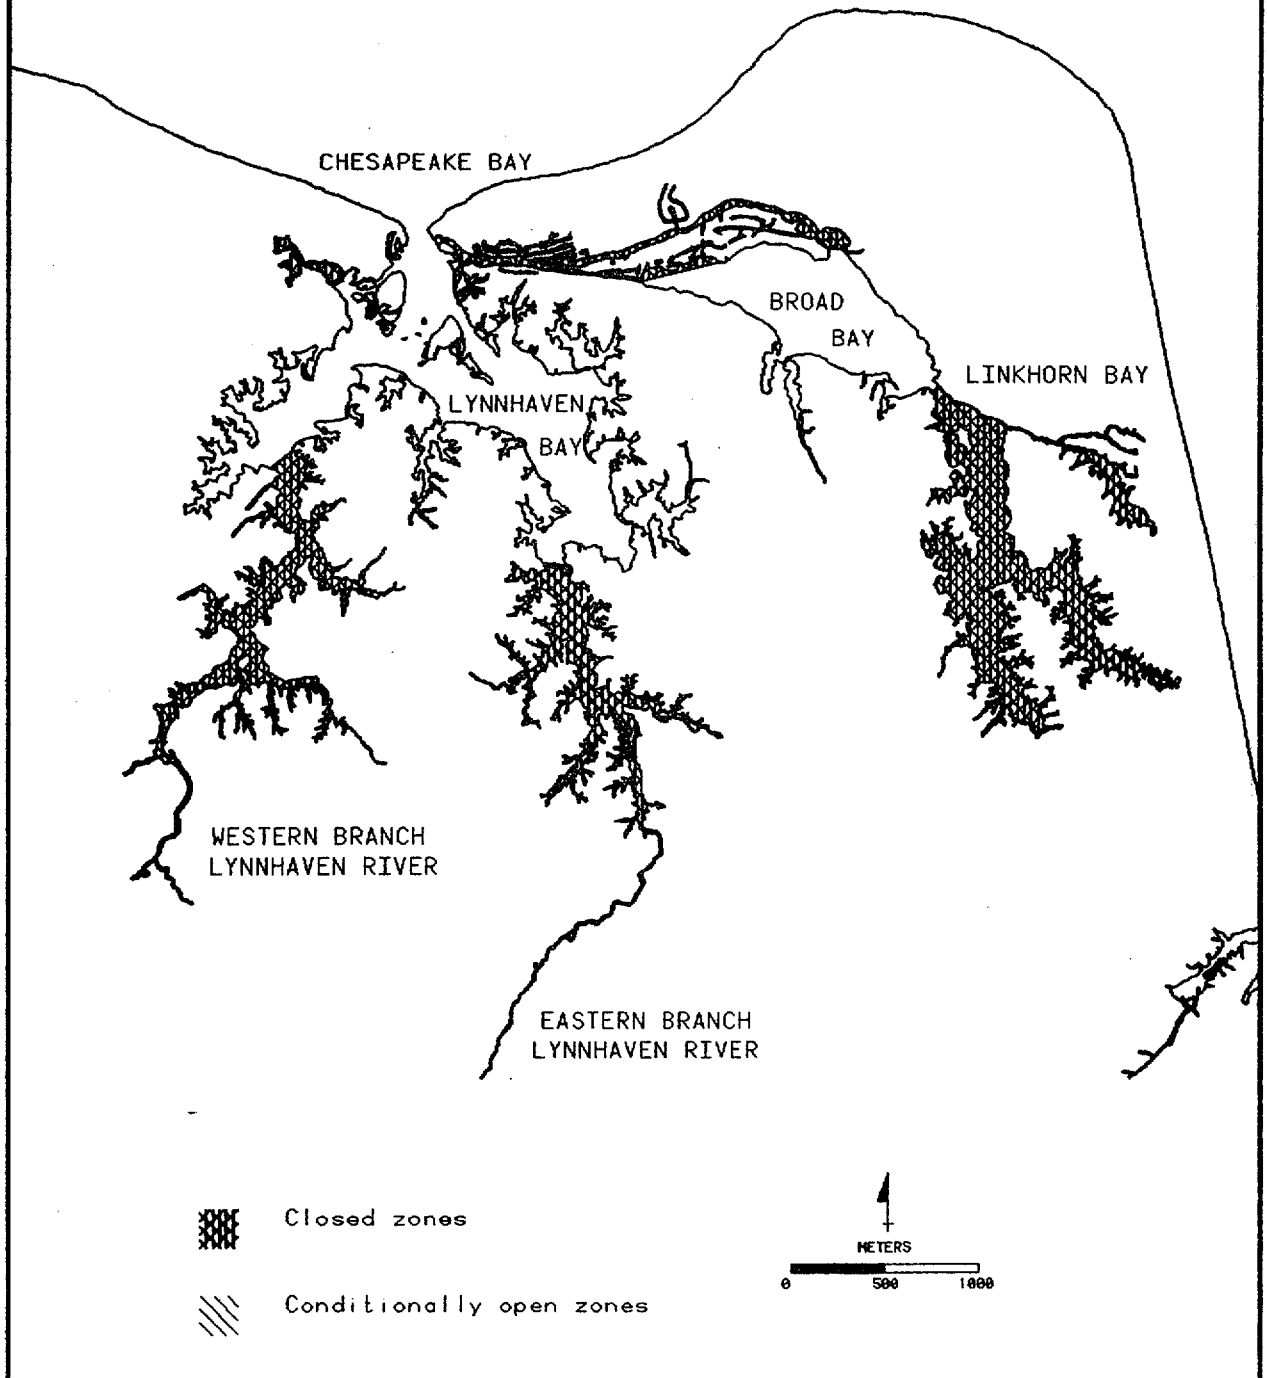 CHESAPEAKE BAY
BROAD
BAY
LINKHORN BAY
LYNNHAVEN
BAY
WESTERN BRANCH
LYNNHAVEN RIVER
EASTERN BRANCH
LYNNHAVEN RIVER
Closed zones
METERS
0 500 1000
Conditionally open zones